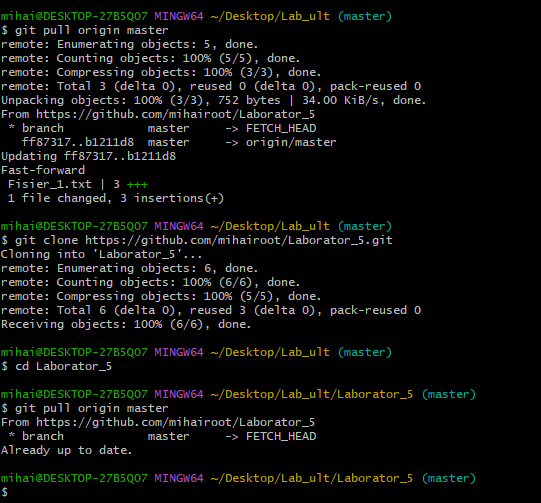 mihai@DESKTOP-27B5QO7 MINGW64 ~/Desktop/Lab_ult (master)
$ git pull origin master
remote: Enumerating objects: 5, done.
remote: Counting objects: 100% (5/5), done.
remote: Compressing objects: 100% (3/3), done.
remote: Total 3 (delta 0), reused 0 (delta 0), pack-reused 0
Unpacking objects: 100% (3/3), 752 bytes | 34.00 KiB/s, done.
From https://github.com/mihairoot/Laborator_5
 * branch            master     -> FETCH_HEAD
   ff87317..b1211d8  master     -> origin/master
Updating ff87317..b1211d8
Fast-forward
 Fisier_1.txt | 3 +++
 1 file changed, 3 insertions(+)
mihai@DESKTOP-27B5QO7 MINGW64 ~/Desktop/Lab_ult (master)
$ git clone https://github.com/mihairoot/Laborator_5.git
Cloning into 'Laborator_5'...
remote: Enumerating objects: 6, done.
remote: Counting objects: 100% (6/6), done.
remote: Compressing objects: 100% (5/5), done.
remote: Total 6 (delta 0), reused 3 (delta 0), pack-reused 0
Receiving objects: 100% (6/6), done.
mihai@DESKTOP-27B5QO7 MINGW64 ~/Desktop/Lab_ult (master)
$ cd Laborator_5
mihai@DESKTOP-27B5QO7 MINGW64 ~/Desktop/Lab_ult/Laborator_5 (master)
$ git pull origin master
From https://github.com/mihairoot/Laborator_5
 * branch            master     -> FETCH_HEAD
Already up to date.
mihai@DESKTOP-27B5QO7 MINGW64 ~/Desktop/Lab_ult/Laborator_5 (master)
$